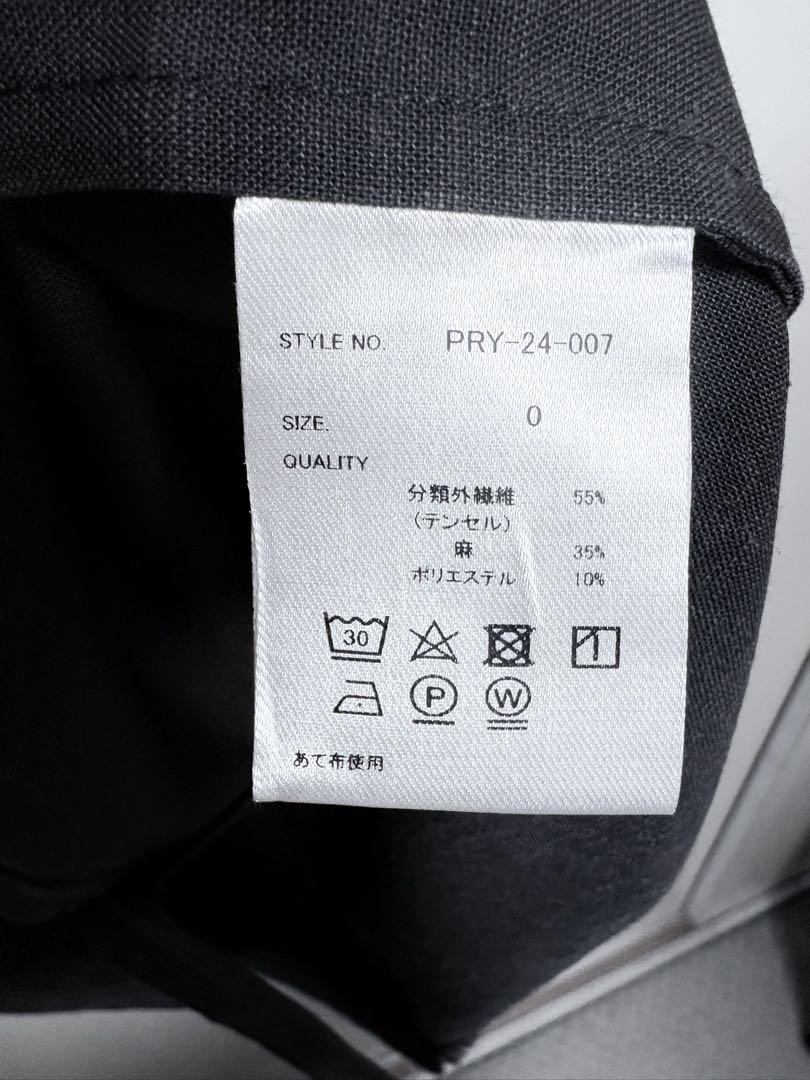 STYLE NO. PRY-24-007
SIZE. 0
QUALITY
分類外繊維 55%
(テンセル)
麻 35%
ポリエステル 10%
30
P W
あて布使用